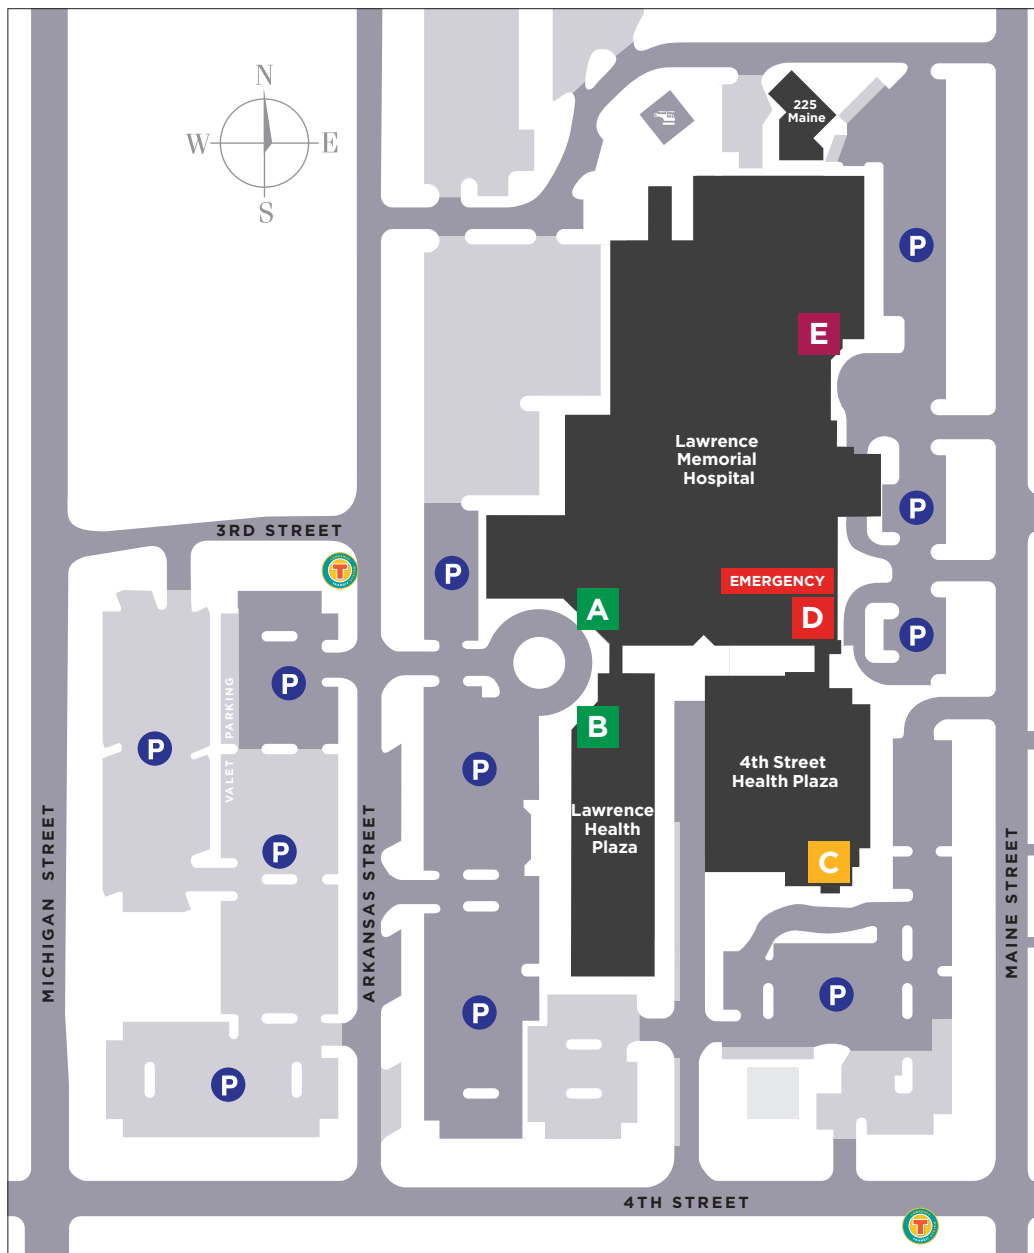 N
W
E
S
225
Maine
P
E
Lawrence
Memorial
Hospital
P
3RD STREET
T
P
EMERGENCY
A
D
P
P
VALET PARKING
B
P
P
4th Street
Health Plaza
Lawrence
Health
Plaza
P
C
MICHIGAN STREET
ARKANSAS STREET
MAINE STREET
P
P
P
4TH STREET
T